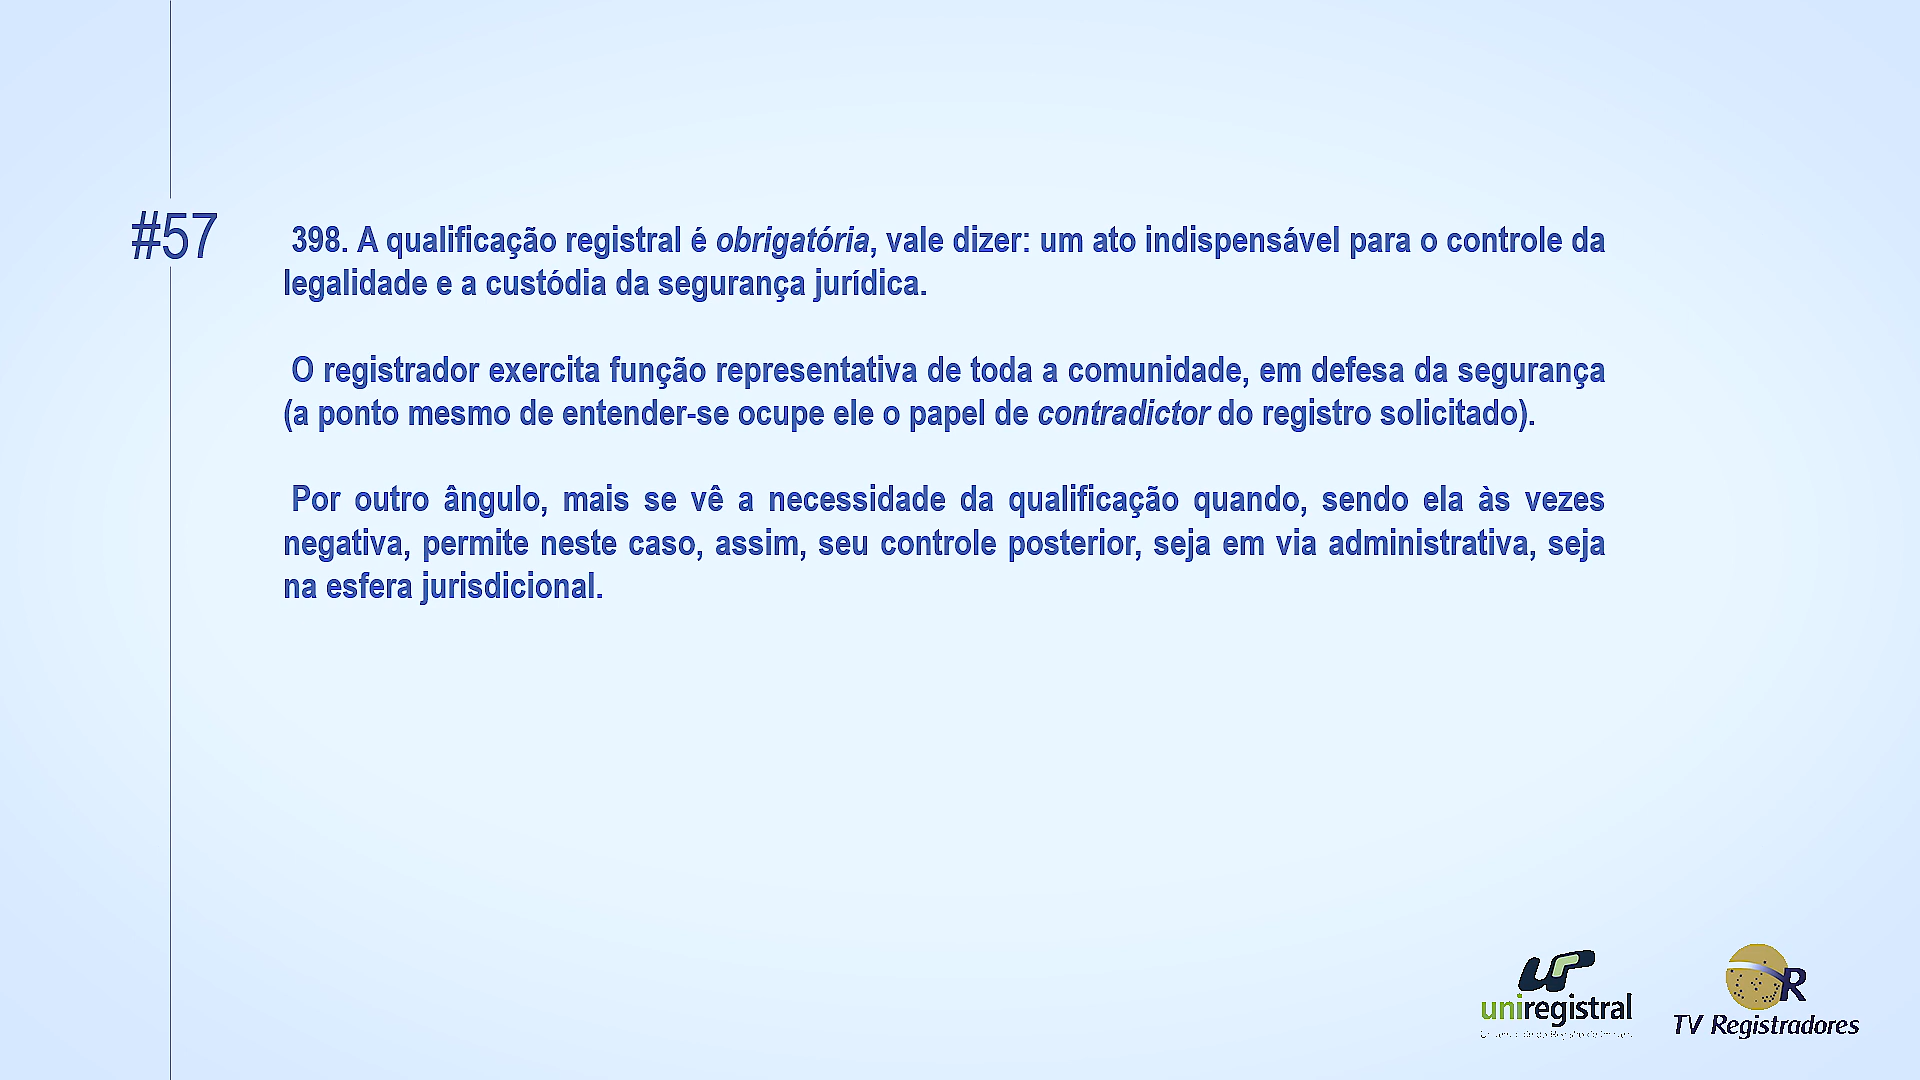 #57
398. A qualificação registral é obrigatória, vale dizer: um ato indispensável para o controle da
legalidade e a custódia da segurança jurídica.
O registrador exercita função representativa de toda a comunidade, em defesa da segurança
(a ponto mesmo de entender-se ocupe ele o papel de contradictor do registro solicitado).
Por outro ângulo, mais se vê a necessidade da qualificação quando, sendo ela às vezes
negativa, permite neste caso, assim, seu controle posterior, seja em via administrativa, seja
na esfera jurisdicional.
uniregistral
TV Registradores